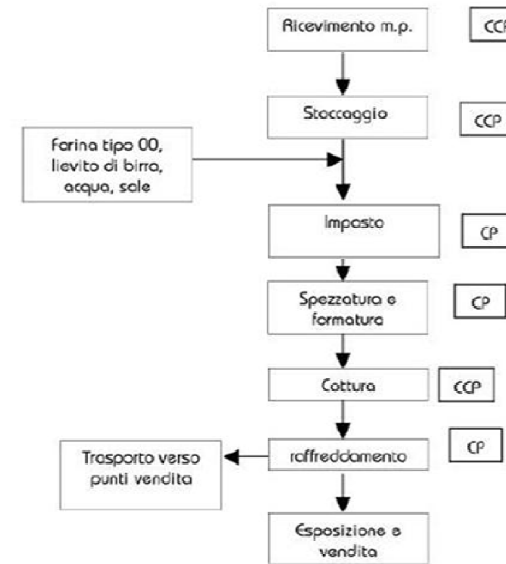 Ricevimento m.p.
CCP
Stoccaggio
CCP
Farina tipo 00,
lievito di birra,
acqua, sale
Imposto
CP
Spezzatura e
formatura
CP
Cottura
CCP
raffreddamento
CP
Trasporto verso
punti vendita
Esposizione e
vendita